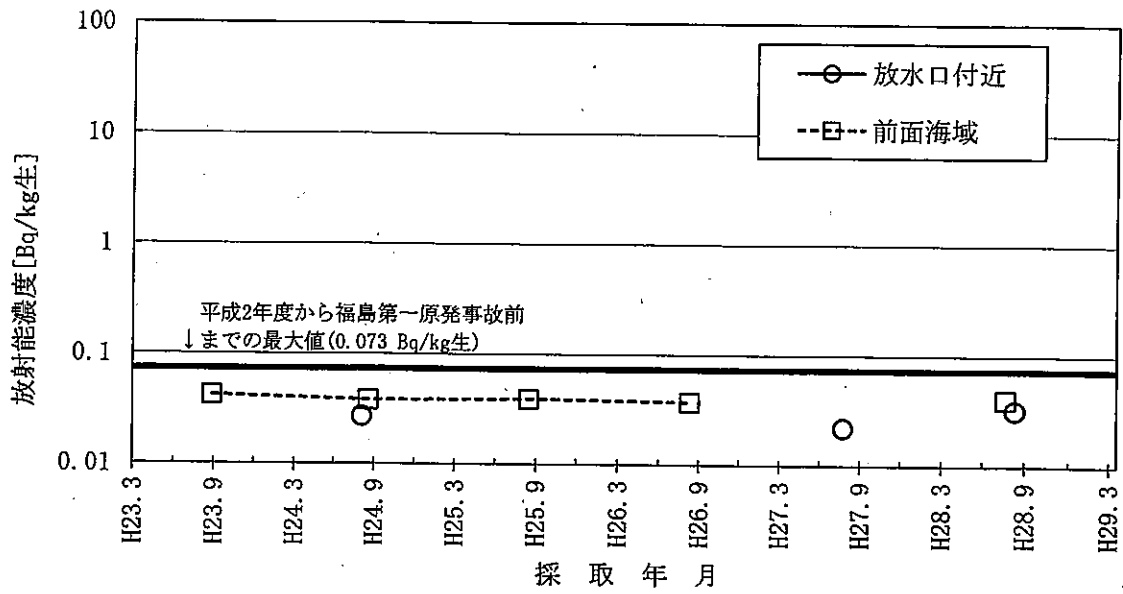 100
10
1
0.1
0.01
放射能濃度[Bq/kg生]
放水口付近
前面海域
平成2年度から福島第一原発事故前
↓までの最大値(0.073 Bq/kg生)
H23.3
H23.9
H24.3
H24.9
H25.3
H25.9
H26.3
H26.9
H27.3
H27.9
H28.3
H28.9
H29.3
採取年月